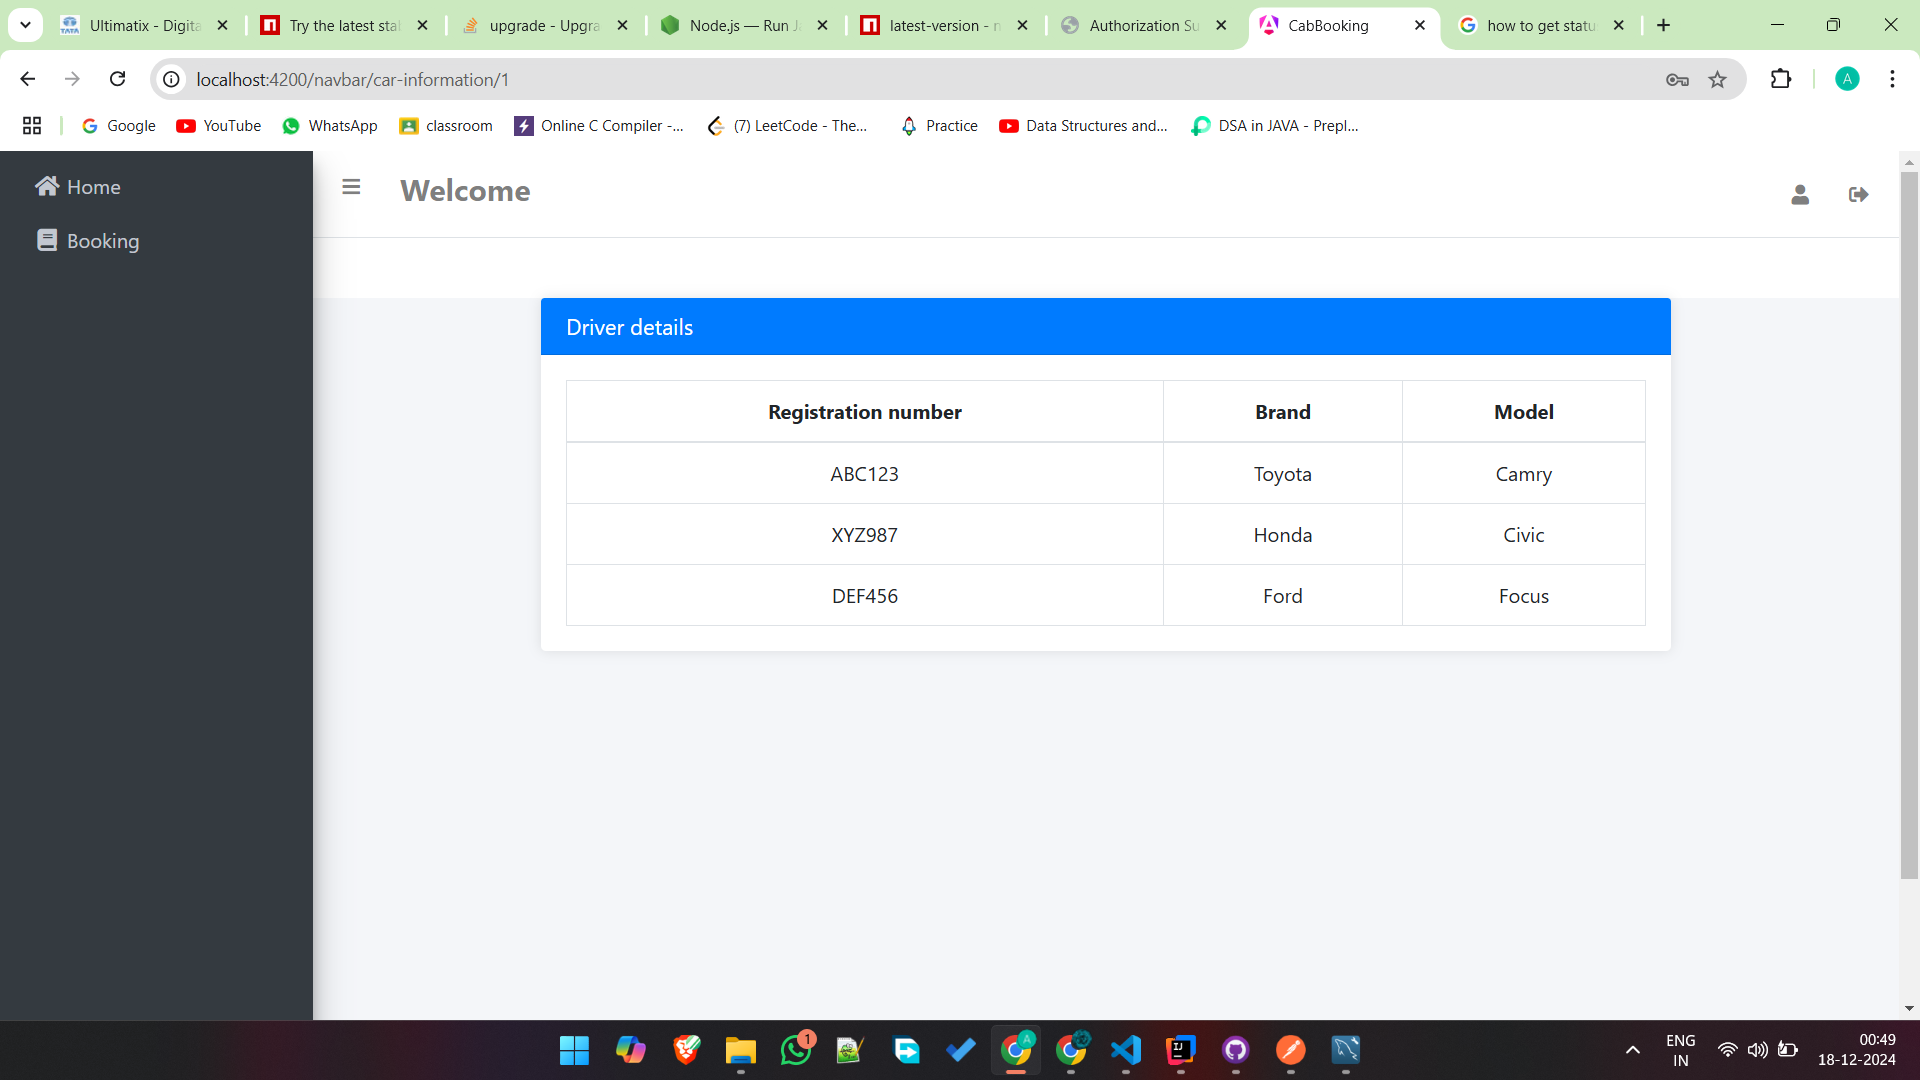 Ultimatix - Digita
Try the latest stal
upgrade - Upgra
Node.js — Run Ja
latest-version - n
Authorization Su
CabBooking
how to get statu
localhost:4200/navbar/car-information/1
A
Google
YouTube
WhatsApp
classroom
Online C Compiler -...
(7) LeetCode - The...
Practice
Data Structures and...
DSA in JAVA - Prepl...
Home
Booking
Welcome
Driver details
Registration number Brand Model
ABC123 Toyota Camry
XYZ987 Honda Civic
DEF456 Ford Focus
1
A
ENG
IN
00:49
18-12-2024